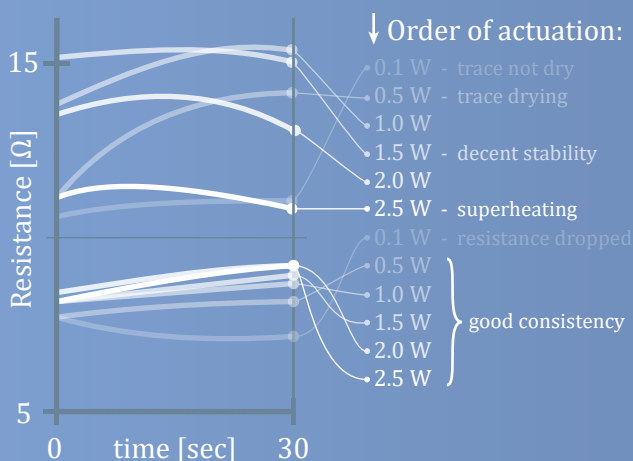 Order of actuation:
15
0.1 W - trace not dry
0.5 W - trace drying
1.0 W
1.5 W - decent stability
2.0 W
2.5 W - superheating
0.1 W - resistance dropped
0.5 W
1.0 W
1.5 W
good consistency
2.0 W
2.5 W
Resistance [Ω]
5
0
time [sec]
30